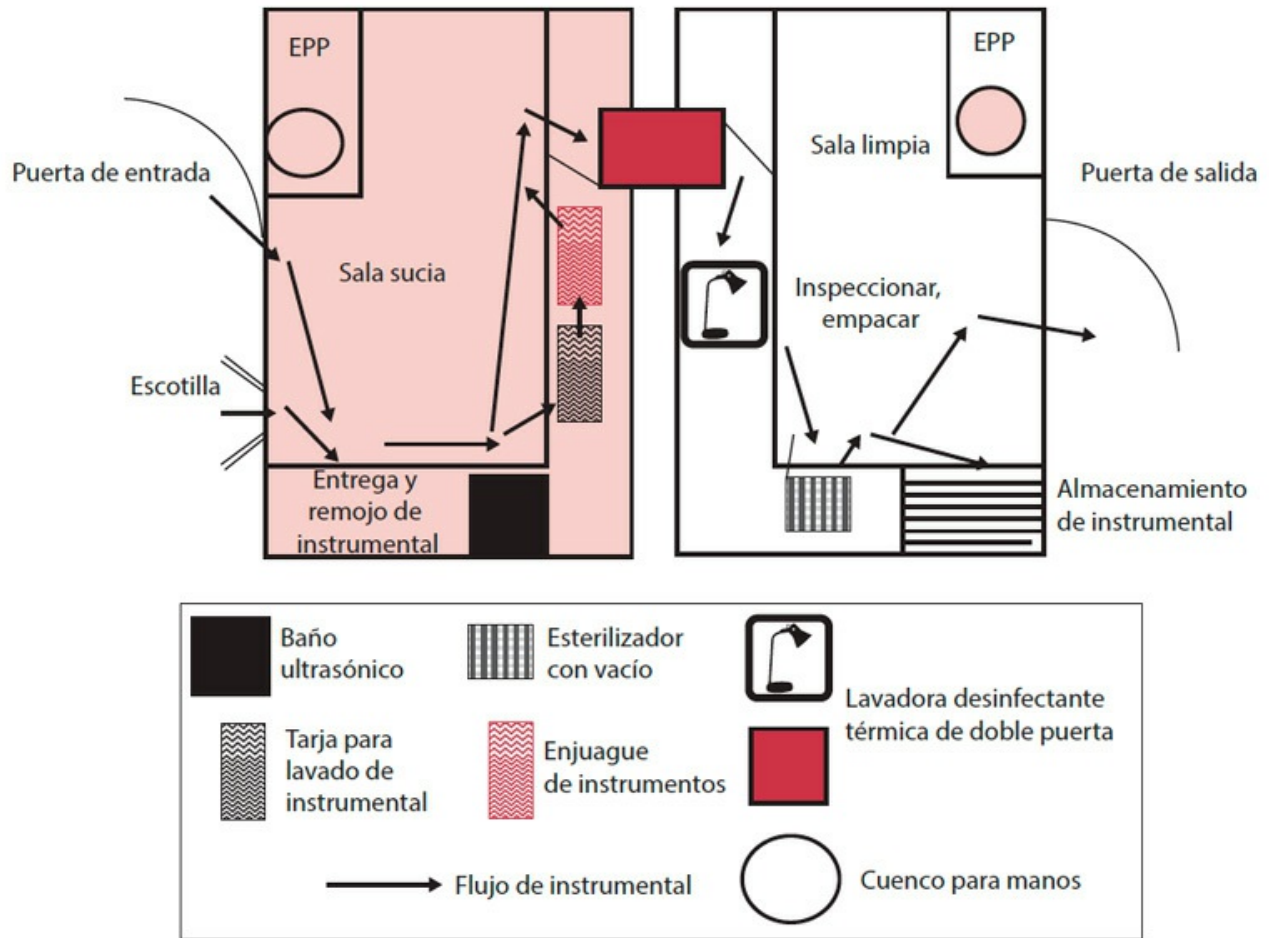 EPP
EPP
Puerta de entrada
Sala limpia
Puerta de salida
Sala sucia
Inspeccionar,
empacar
Escotilla
Entrega y
remojo de
instrumental
Almacenamiento
de instrumental
Baño
ultrasónico
Esterilizador
con vacío
Lavadora desinfectante
térmica de doble puerta
Tarja para
lavado de
instrumental
Enjuague
de instrumentos
Flujo de instrumental
Cuenco para manos